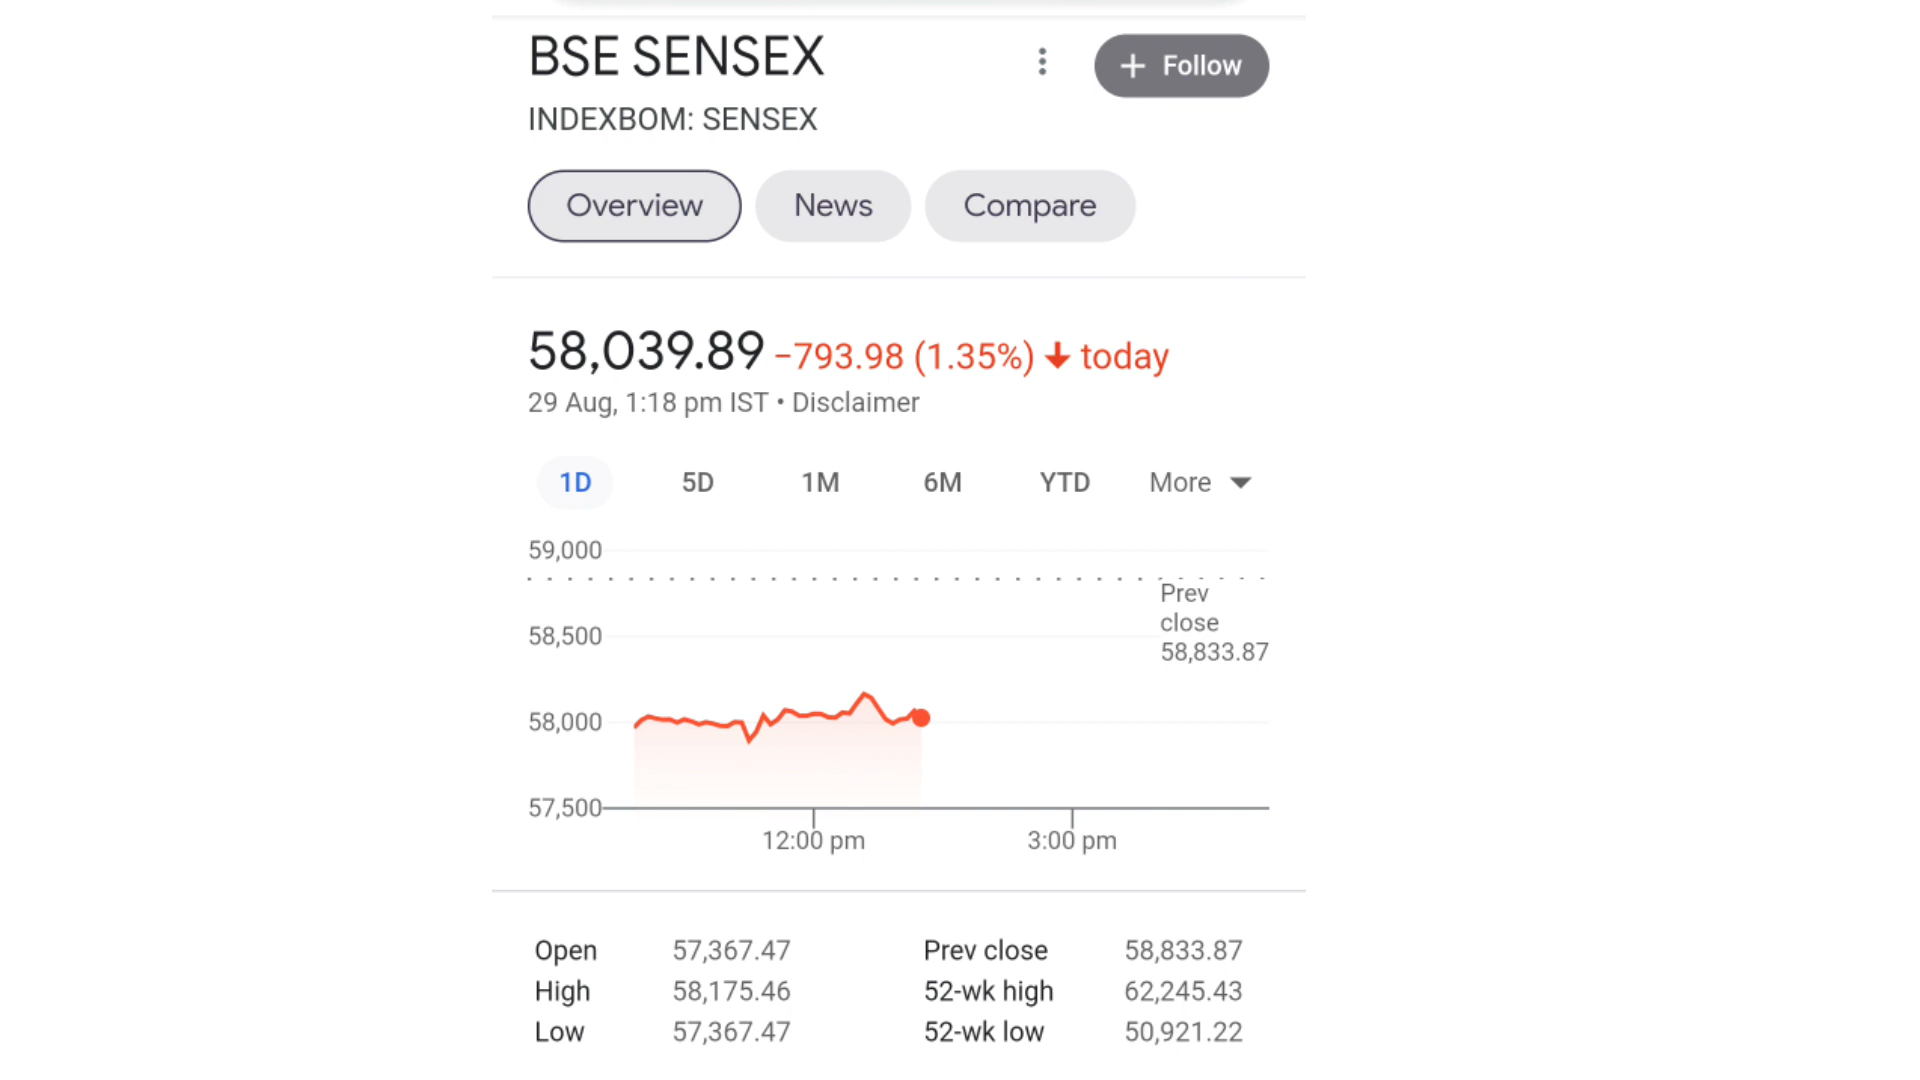 BSE SENSEX
+ Follow
INDEXBOM: SENSEX
Overview News Compare
58,039.89 −793.98 (1.35%) ↓ today
29 Aug, 1:18 pm IST • Disclaimer
1D 5D 1M 6M YTD More
59,000
Prev
close
58,833.87
58,500
58,000
57,500
12:00 pm 3:00 pm
Open 57,367.47 Prev close 58,833.87
High 58,175.46 52-wk high 62,245.43
Low 57,367.47 52-wk low 50,921.22